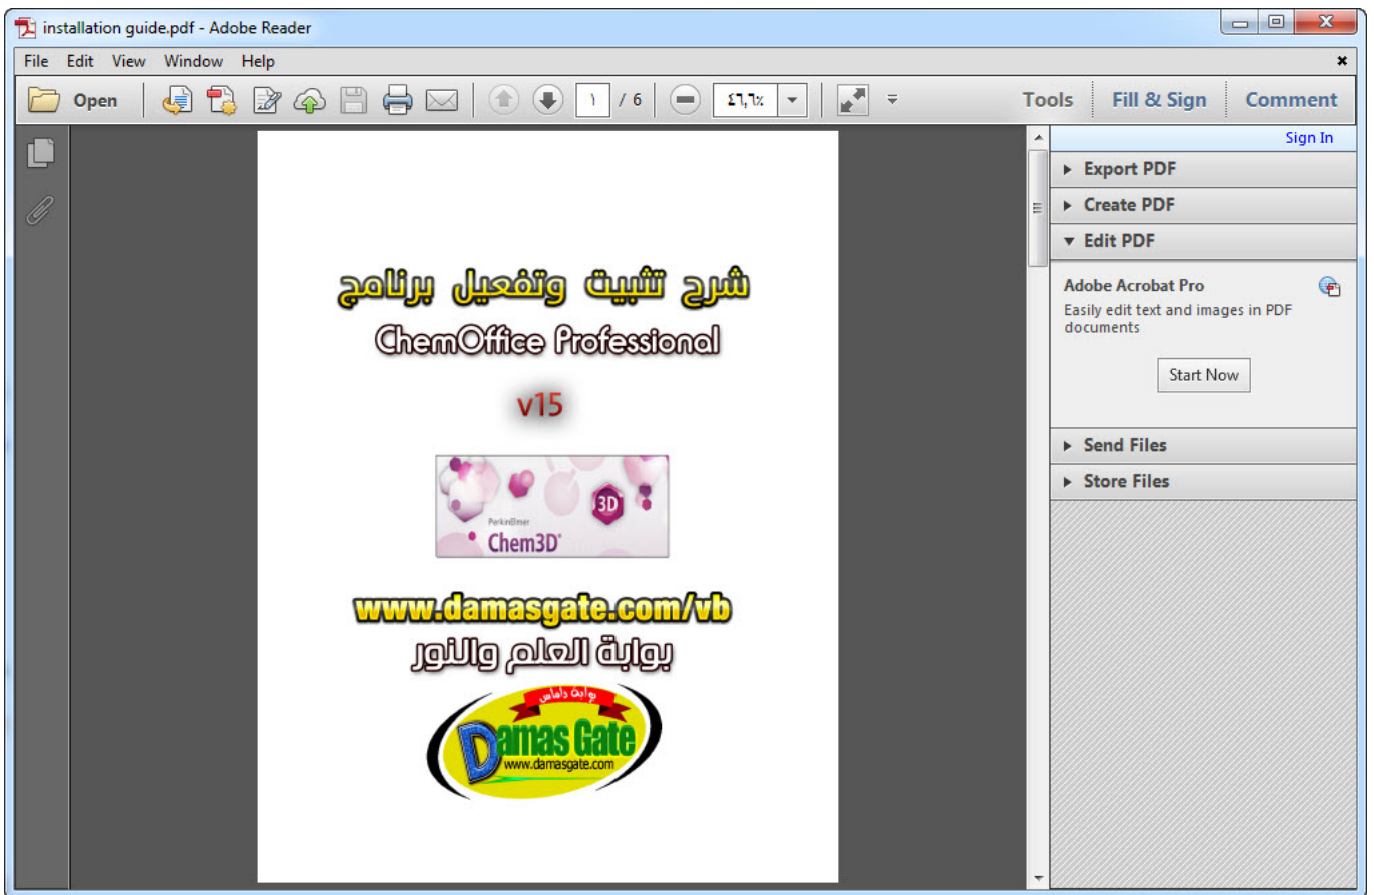 installation guide.pdf - Adobe Reader
File Edit View Window Help
Open ١ / 6 ٤٦,٦٪ Tools Fill & Sign Comment
Sign In
Export PDF
Create PDF
Edit PDF
Adobe Acrobat Pro
Easily edit text and images in PDF
documents
Start Now
Send Files
Store Files
شرح تثبيت وتفعيل برنامج
ChemOffice Professional
v15
3D
PerkinElmer
Chem3D®
www.damasgate.com/vb
بوابة العلم والنور
بوابة داماس
Damas Gate
www.damasgate.com